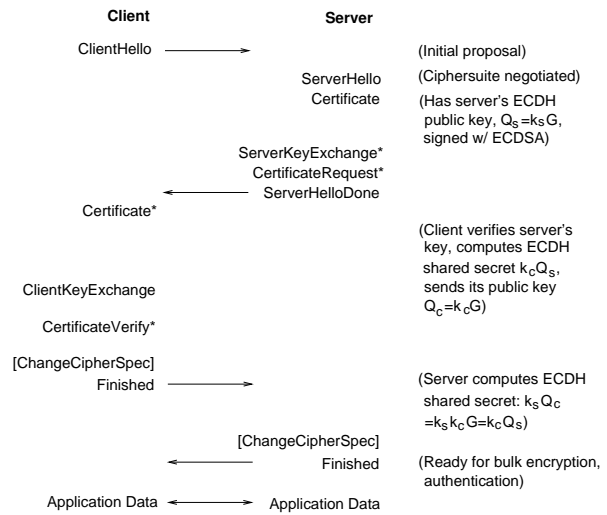 Client Server
ClientHello (Initial proposal)
ServerHello (Ciphersuite negotiated)
Certificate (Has server's ECDH
public key, Qs=ksG,
signed w/ ECDSA)
ServerKeyExchange*
CertificateRequest*
ServerHelloDone
Certificate*
(Client verifies server's
key, computes ECDH
shared secret kcQs,
sends its public key
Qc=kcG)
ClientKeyExchange
CertificateVerify*
[ChangeCipherSpec]
Finished (Server computes ECDH
shared secret: ksQc
=kskcG=kcQs)
[ChangeCipherSpec]
Finished (Ready for bulk encryption,
authentication)
Application Data Application Data